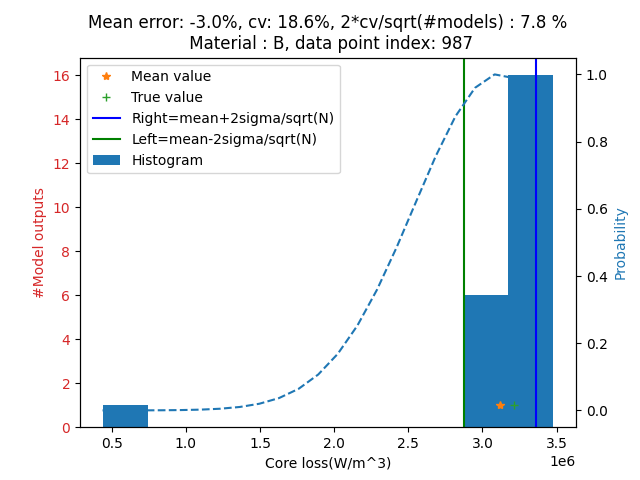 Mean error: -3.0%, cv: 18.6%, 2*cv/sqrt(#models) : 7.8 %
Material : B, data point index: 987
Mean value
True value
Right=mean+2sigma/sqrt(N)
Left=mean-2sigma/sqrt(N)
Histogram
#Model outputs
16
14
12
10
8
6
4
2
0
1.0
0.8
0.6
0.4
0.2
0.0
Probability
0.5 1.0 1.5 2.0 2.5 3.0 3.5
1e6
Core loss(W/m^3)